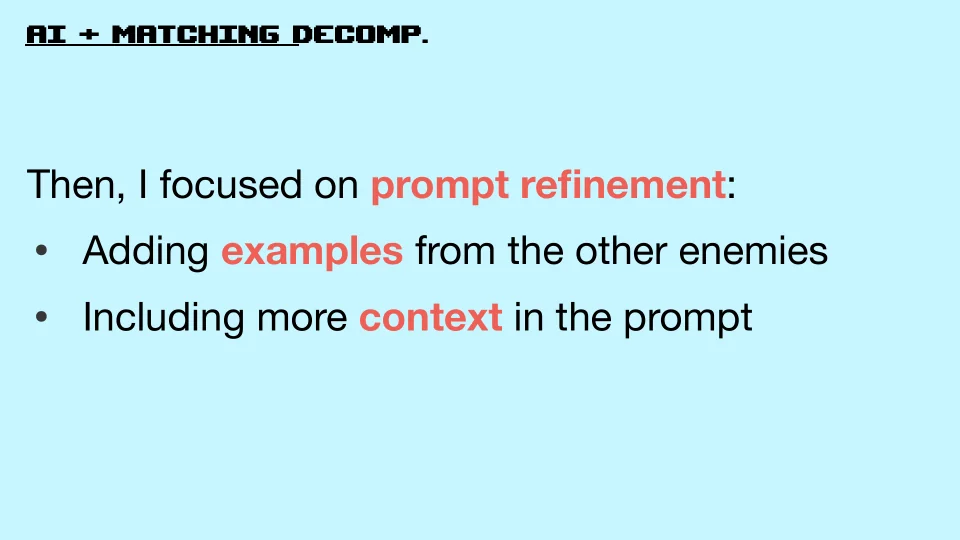 AI + MATCHING DECOMP.
Then, I focused on prompt refinement:
• Adding examples from the other enemies
• Including more context in the prompt